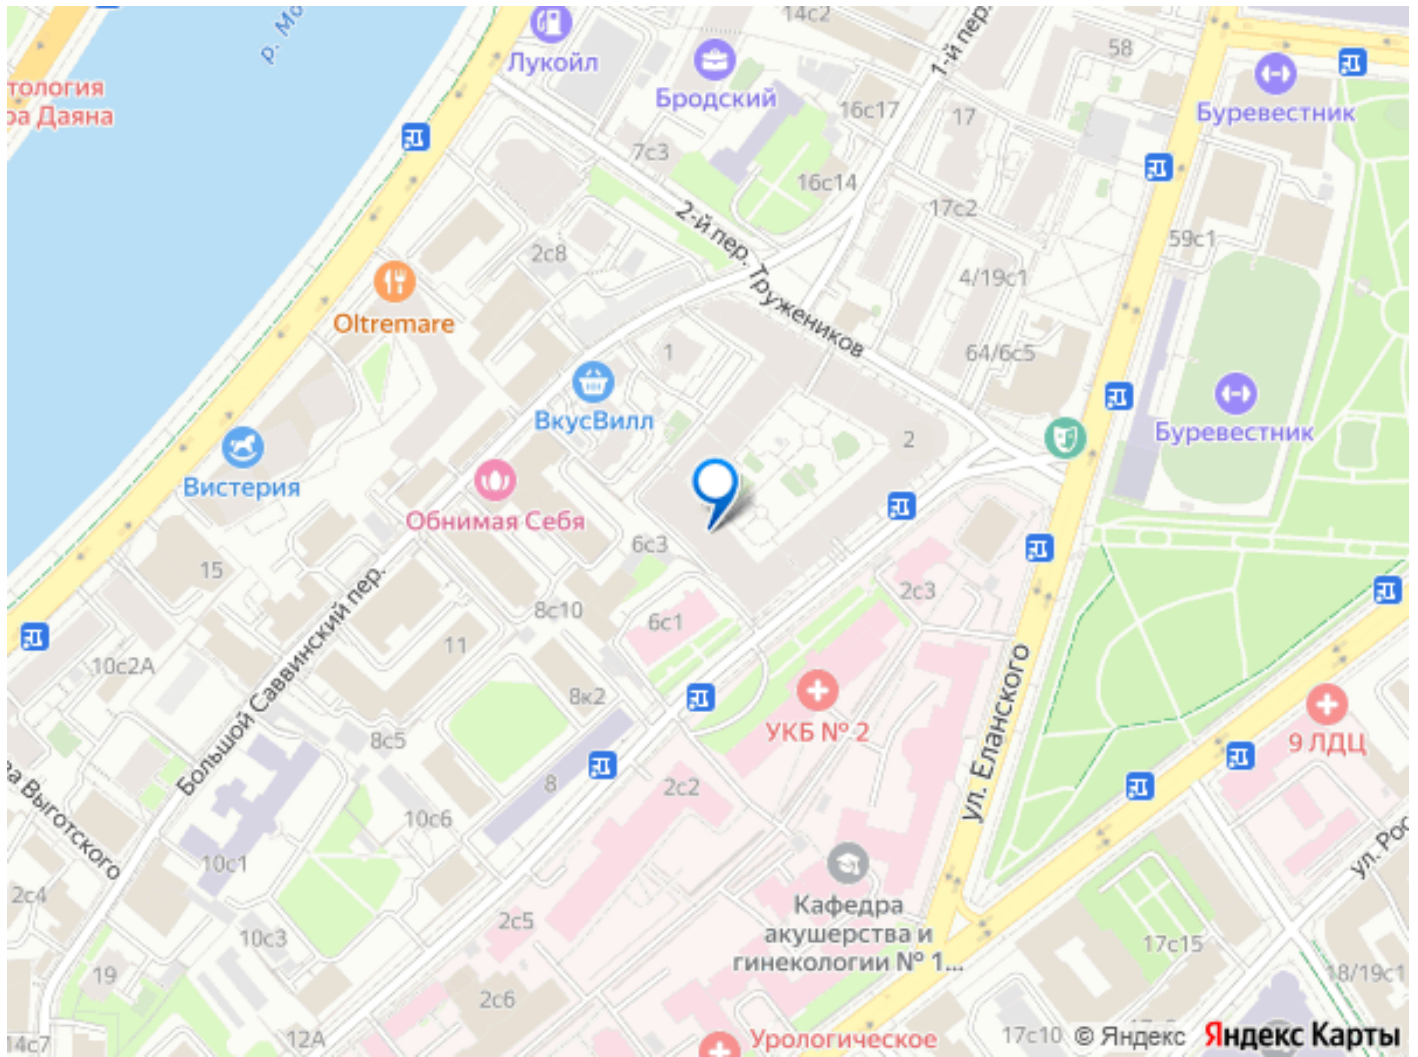 р. Мо
Лукойл
14с2
1-й пер.
58
Бродский
тология
ра Даяна
16с17
17
Буревестник
7с3
16с14
17с2
2-й пер. Тружеников
59с1
2с8
4/19с1
Oltremare
1
64/6с5
ВкусВилл
2
Буревестник
Вистерия
Обнимая Себя
6с3
15
2с3
8с10
6с1
11
10с2А
8к2
Большой Саввинский пер.
ул. Еланского
УКБ № 2
9 ЛДЦ
8с5
8
2с2
10с6
ва Выготского
10с1
ул. Рос
2с4
Кафедра
акушерства и
гинекологии № 1...
2с5
10с3
17с15
19
18/19с1
2с6
12А
14с7
Урологическое
17с10
© Яндекс
Яндекс Карты